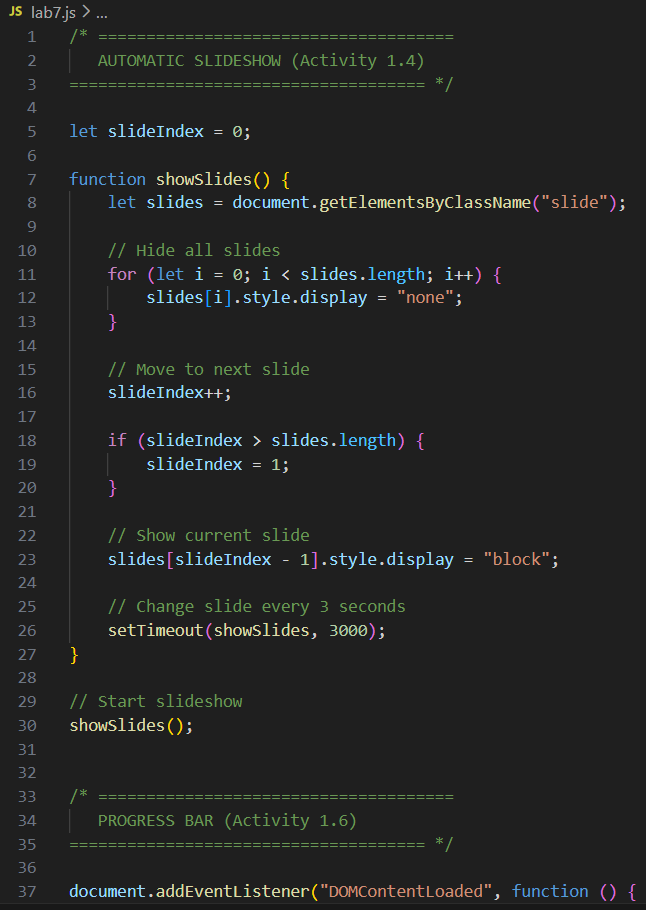 JS lab7.js > ...
1 /* =====================================
2    AUTOMATIC SLIDESHOW (Activity 1.4)
3 ===================================== */
4
5 let slideIndex = 0;
6
7 function showSlides() {
8     let slides = document.getElementsByClassName("slide");
9
10     // Hide all slides
11     for (let i = 0; i < slides.length; i++) {
12         slides[i].style.display = "none";
13     }
14
15     // Move to next slide
16     slideIndex++;
17
18     if (slideIndex > slides.length) {
19         slideIndex = 1;
20     }
21
22     // Show current slide
23     slides[slideIndex - 1].style.display = "block";
24
25     // Change slide every 3 seconds
26     setTimeout(showSlides, 3000);
27 }
28
29 // Start slideshow
30 showSlides();
31
32
33 /* =====================================
34    PROGRESS BAR (Activity 1.6)
35 ===================================== */
36
37 document.addEventListener("DOMContentLoaded", function () {